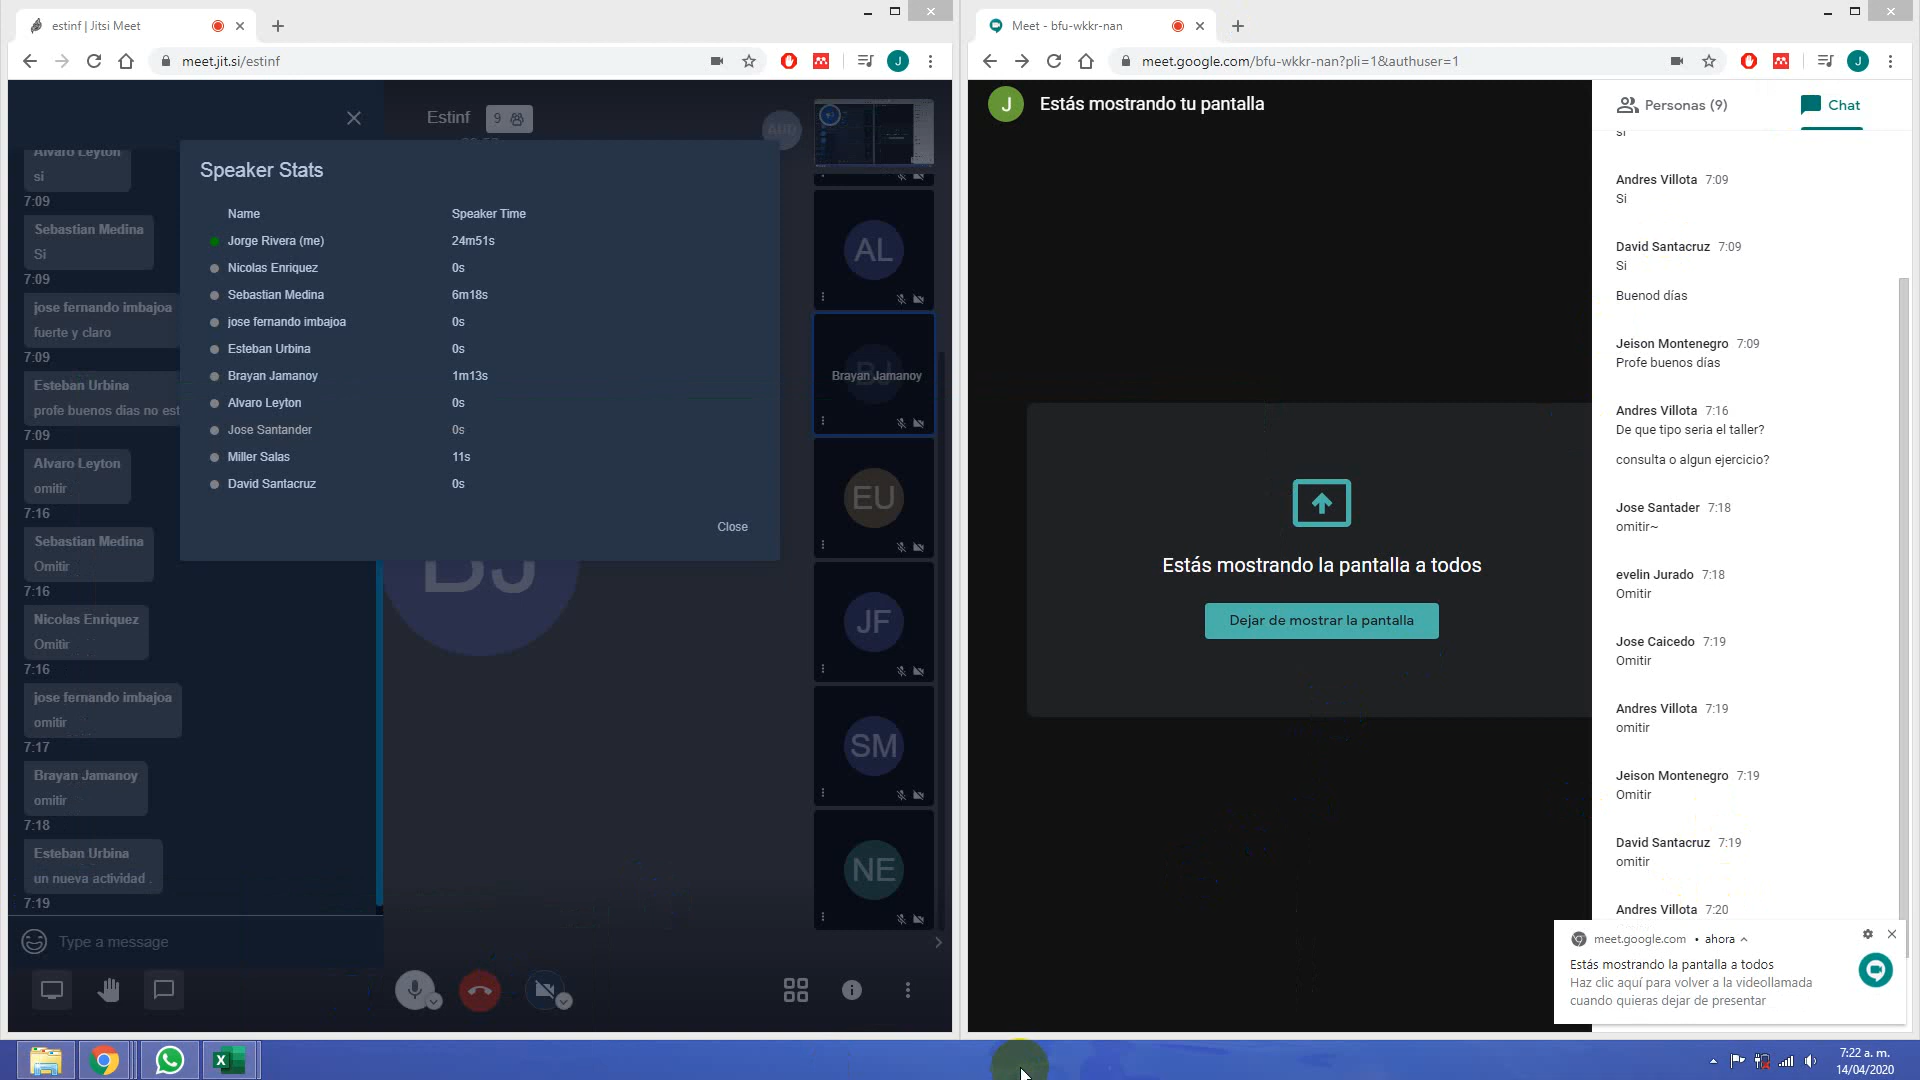 estinf | Jitsi Meet
meet.jit.si/estinf
J
Estinf
9
Alvaro Leyton
si
7:09
Sebastian Medina
Si
7:09
jose fernando imbajoa
fuerte y claro
7:09
Esteban Urbina
profe buenos dias no est
7:09
Alvaro Leyton
omitir
7:16
Sebastian Medina
Omitir
7:16
Nicolas Enriquez
Omitir
7:16
jose fernando imbajoa
omitir
7:17
Brayan Jamanoy
omitir
7:18
Esteban Urbina
un nueva actividad .
7:19
Type a message
Speaker Stats
Name Speaker Time
Jorge Rivera (me) 24m51s
Nicolas Enriquez 0s
Sebastian Medina 6m18s
jose fernando imbajoa 0s
Esteban Urbina 0s
Brayan Jamanoy 1m13s
Alvaro Leyton 0s
Jose Santander 0s
Miller Salas 11s
David Santacruz 0s
Close
BJ
AUD
AL
BJ
Brayan Jamanoy
EU
JF
SM
NE
Meet - bfu-wkkr-nan
meet.google.com/bfu-wkkr-nan?pli=1&authuser=1
J
J
Estás mostrando tu pantalla
Estás mostrando la pantalla a todos
Dejar de mostrar la pantalla
Personas (9)
Chat
si
Andres Villota 7:09
Si
David Santacruz 7:09
Si
Buenod días
Jeison Montenegro 7:09
Profe buenos días
Andres Villota 7:16
De que tipo seria el taller?
consulta o algun ejercicio?
Jose Santader 7:18
omitir~
evelin Jurado 7:18
Omitir
Jose Caicedo 7:19
Omitir
Andres Villota 7:19
omitir
Jeison Montenegro 7:19
Omitir
David Santacruz 7:19
omitir
Andres Villota 7:20
meet.google.com • ahora
Estás mostrando la pantalla a todos
Haz clic aquí para volver a la videollamada
cuando quieras dejar de presentar
7:22 a. m.
14/04/2020